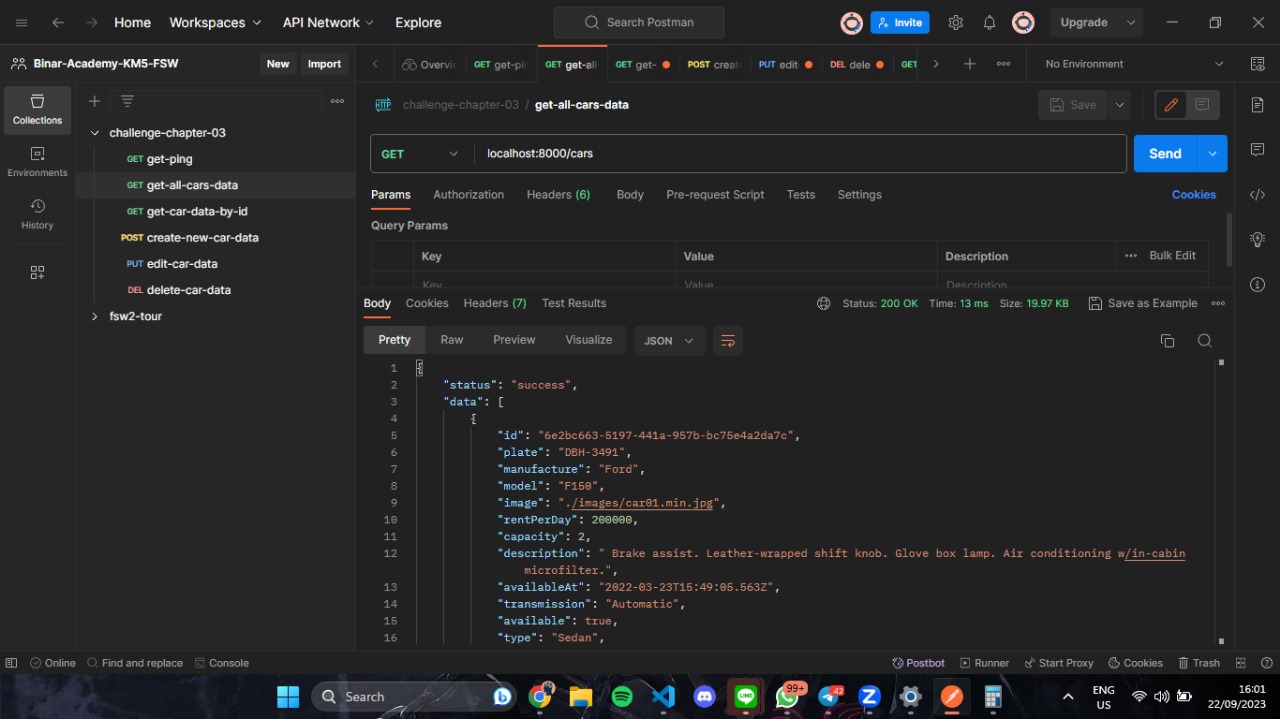 Home Workspaces API Network Explore Search Postman Invite Upgrade
Binar-Academy-KM5-FSW New Import Overvi GET get-pin GET get-all GET get- POST create DEL dele PUT edit GET No Environment
Collections
Environments
History
challenge-chapter-03
GET get-ping
GET get-all-cars-data
GET get-car-data-by-id
POST create-new-car-data
PUT edit-car-data
DEL delete-car-data
fsw2-tour
HTTP challenge-chapter-03 / get-all-cars-data Save
GET localhost:8000/cars Send
Params Authorization Headers (6) Body Pre-request Script Tests Settings Cookies
Query Params
Key Value Description Bulk Edit
Key Value Description
Body Cookies Headers (7) Test Results Status: 200 OK Time: 13 ms Size: 19.97 KB Save as Example
Pretty Raw Preview Visualize JSON
1 {
2 "status": "success",
3 "data": [
4 {
5 "id": "6e2bc663-5197-441a-957b-bc75e4a2da7c",
6 "plate": "DBH-3491",
7 "manufacture": "Ford",
8 "model": "F150",
9 "image": "./images/car01.min.jpg",
10 "rentPerDay": 200000,
11 "capacity": 2,
12 "description": " Brake assist. Leather-wrapped shift knob. Glove box lamp. Air conditioning w/in-cabin
microfilter.",
13 "availableAt": "2022-03-23T15:49:05.563Z",
14 "transmission": "Automatic",
15 "available": true,
16 "type": "Sedan",
Online Find and replace Console Postbot Runner Start Proxy Cookies Trash
Search 99+ 42 ENG
US 16:01
22/09/2023